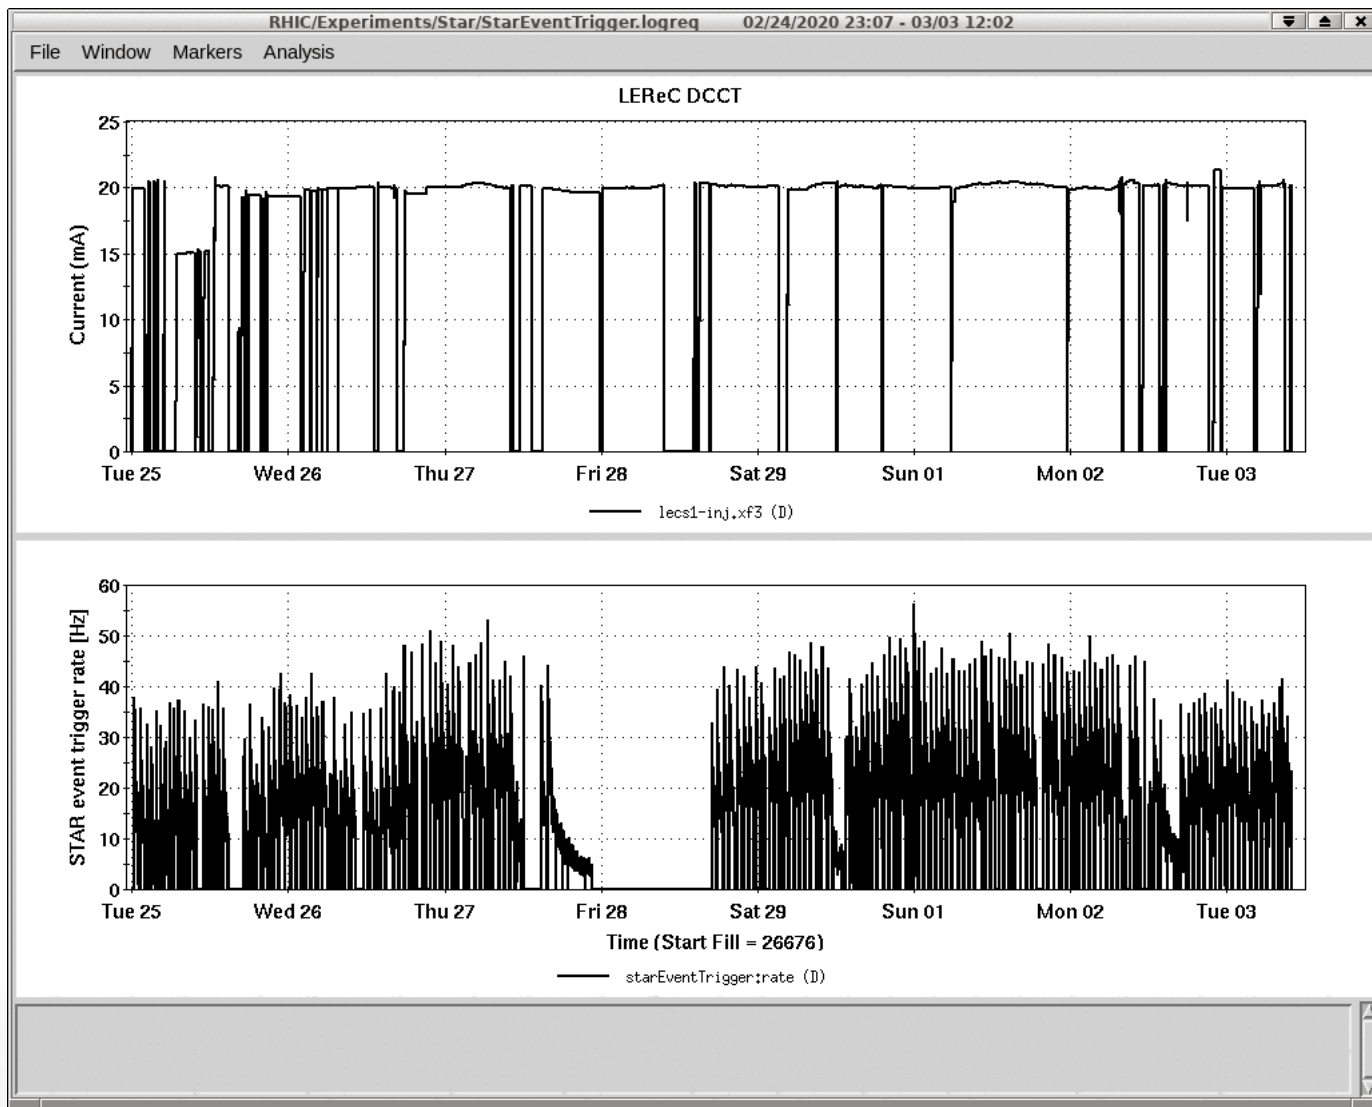 RHIC/Experiments/Star/StarEventTrigger.logreq 02/24/2020 23:07 - 03/03 12:02
File Window Markers Analysis
LEReC DCCT
Current (mA)
25
20
15
10
5
0
Tue 25 Wed 26 Thu 27 Fri 28 Sat 29 Sun 01 Mon 02 Tue 03
lecs1-inj.xf3 (D)
STAR event trigger rate [Hz]
60
50
40
30
20
10
0
Tue 25 Wed 26 Thu 27 Fri 28 Sat 29 Sun 01 Mon 02 Tue 03
Time (Start Fill = 26676)
starEventTrigger:rate (D)